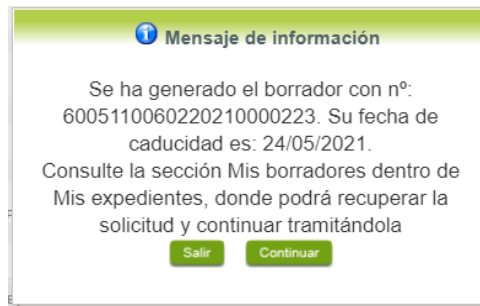 Mensaje de información
Se ha generado el borrador con nº:
6005110060220210000223. Su fecha de
caducidad es: 24/05/2021.
Consulte la sección Mis borradores dentro de
Mis expedientes, donde podrá recuperar la
solicitud y continuar tramitándola
Salir Continuar